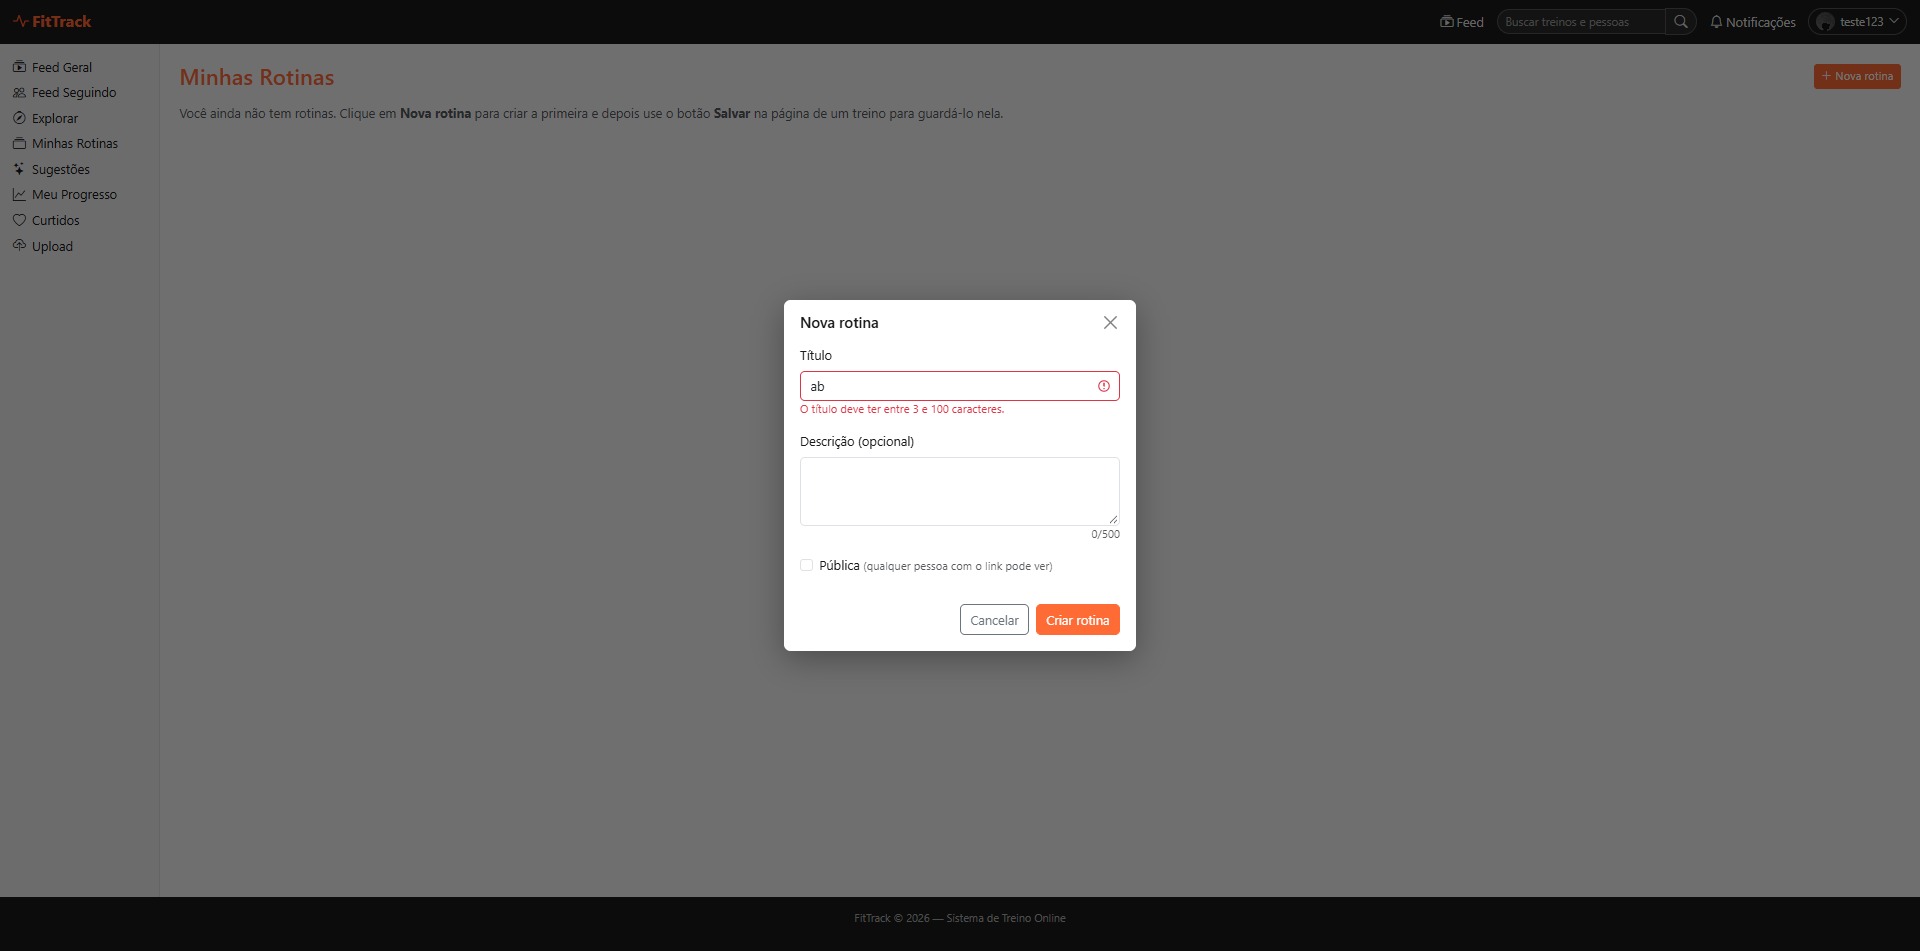 FitTrack
Feed
Buscar treinos e pessoas
Notificações
teste123
Feed Geral
Feed Seguindo
Explorar
Minhas Rotinas
Sugestões
Meu Progresso
Curtidos
Upload
Minhas Rotinas
+ Nova rotina
Você ainda não tem rotinas. Clique em Nova rotina para criar a primeira e depois use o botão Salvar na página de um treino para guardá-lo nela.
Nova rotina
Título
ab
O título deve ter entre 3 e 100 caracteres.
Descrição (opcional)
0/500
Pública (qualquer pessoa com o link pode ver)
Cancelar
Criar rotina
FitTrack © 2026 — Sistema de Treino Online